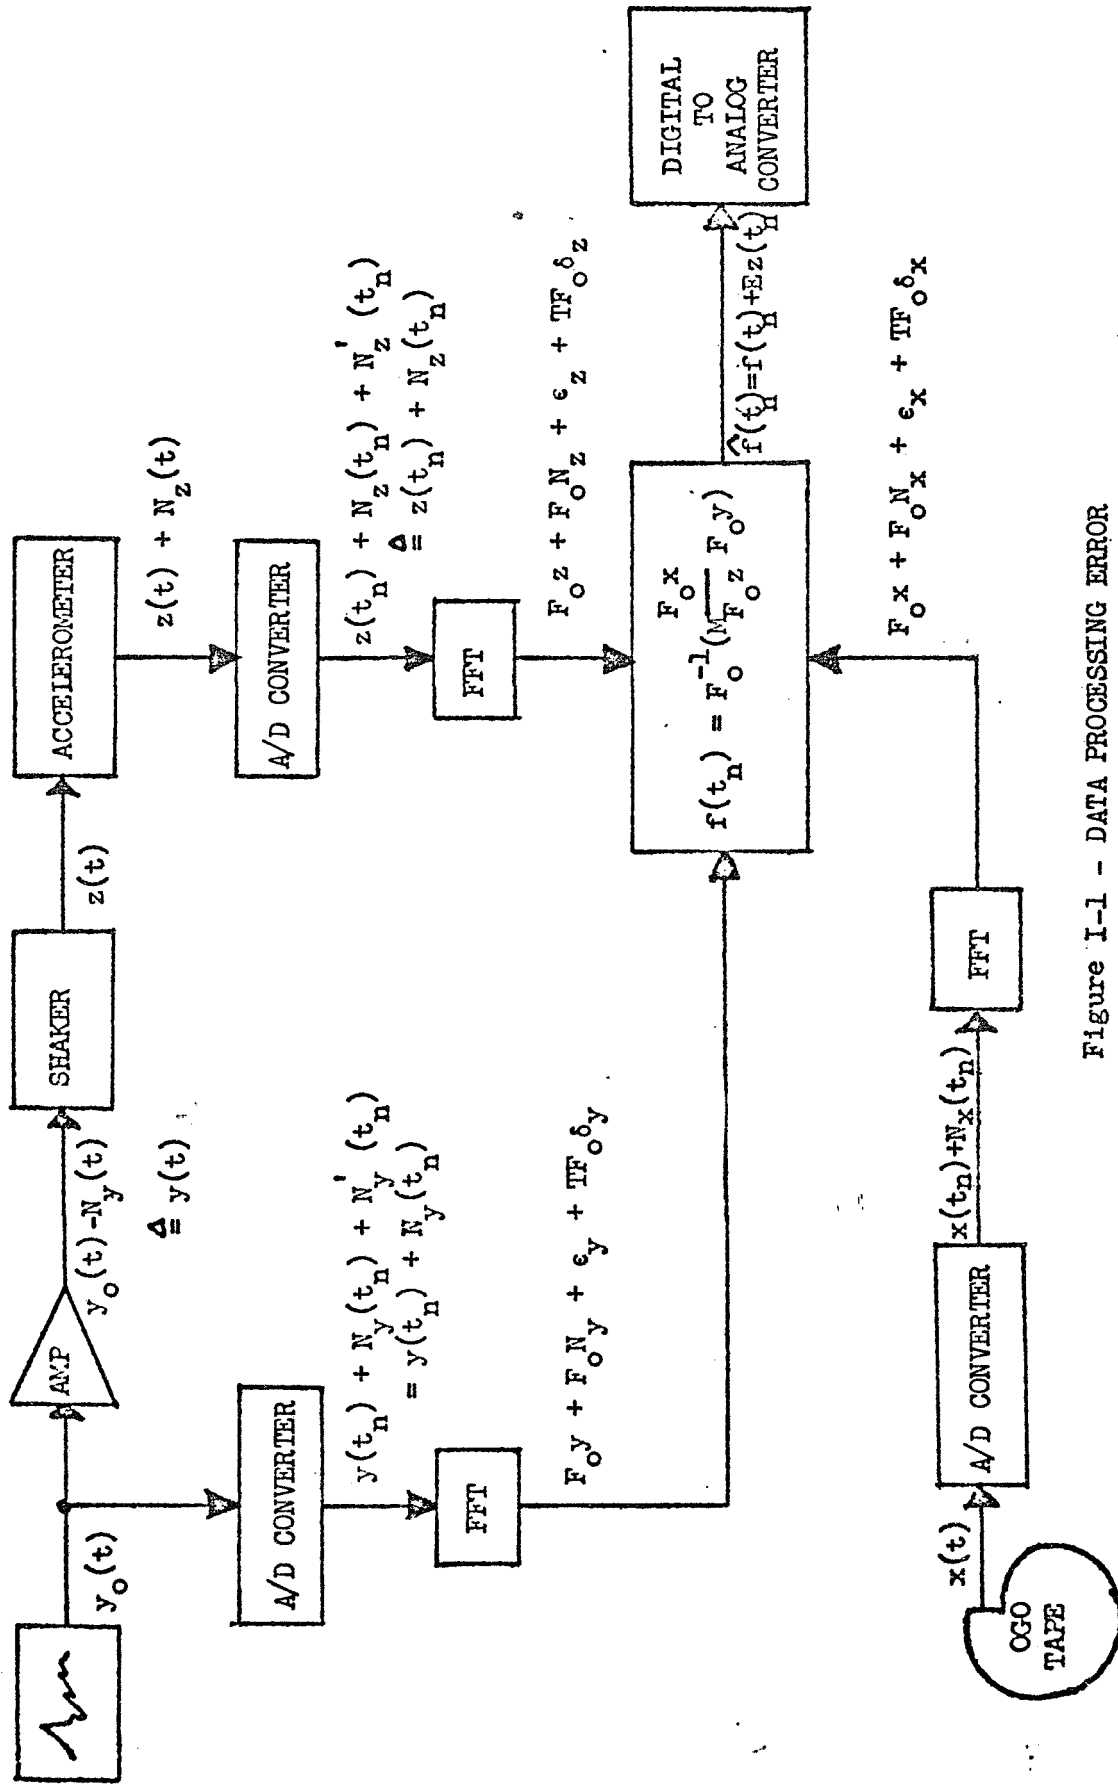 y_o(t)
AMP
y_o(t)-N_y(t)
≜ y(t)
SHAKER
z(t)
ACCELEROMETER
z(t) + N_z(t)
A/D CONVERTER
y(t_n) + N_y(t_n) + N_y'(t_n)
= y(t_n) + N_y(t_n)
FFT
F_o y + F_o N_y + ϵ_y + TF_o δ_y
A/D CONVERTER
z(t_n) + N_z(t_n) + N_z'(t_n)
≜ z(t_n) + N_z(t_n)
FFT
F_o z + F_o N_z + ϵ_z + TF_o δ_z
f(t_n) = F_o^-1(M F_o x / F_o z F_o y)
f̂(t_n)=f(t_n)+Ez(t_n)
DIGITAL
TO
ANALOG
CONVERTER
OGO
TAPE
x(t)
A/D CONVERTER
x(t_n)+N_x(t_n)
FFT
F_o x + F_o N_x + ϵ_x + TF_o δ_x
Figure I-1 - DATA PROCESSING ERROR